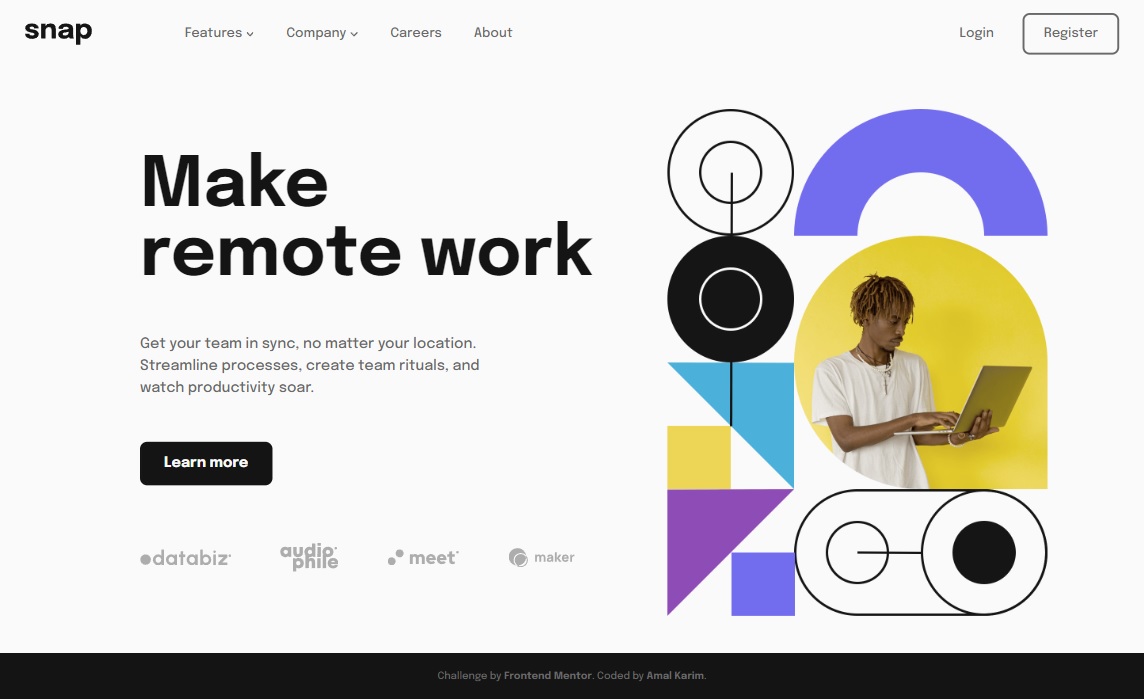 snap Features Company Careers About Login Register
Make
remote work
Get your team in sync, no matter your location.
Streamline processes, create team rituals, and
watch productivity soar.
Learn more
databiz audiophile meet maker
Challenge by Frontend Mentor. Coded by Amal Karim.